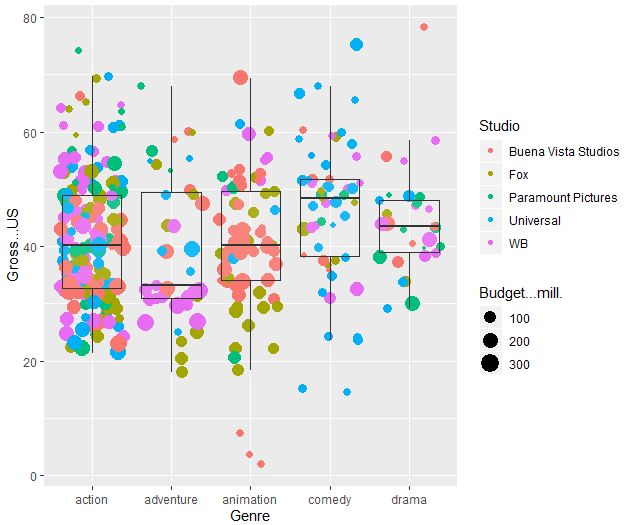 80
60
40
20
0
Gross...US
action adventure animation comedy drama
Genre
Studio
Buena Vista Studios
Fox
Paramount Pictures
Universal
WB
Budget...mill.
100
200
300